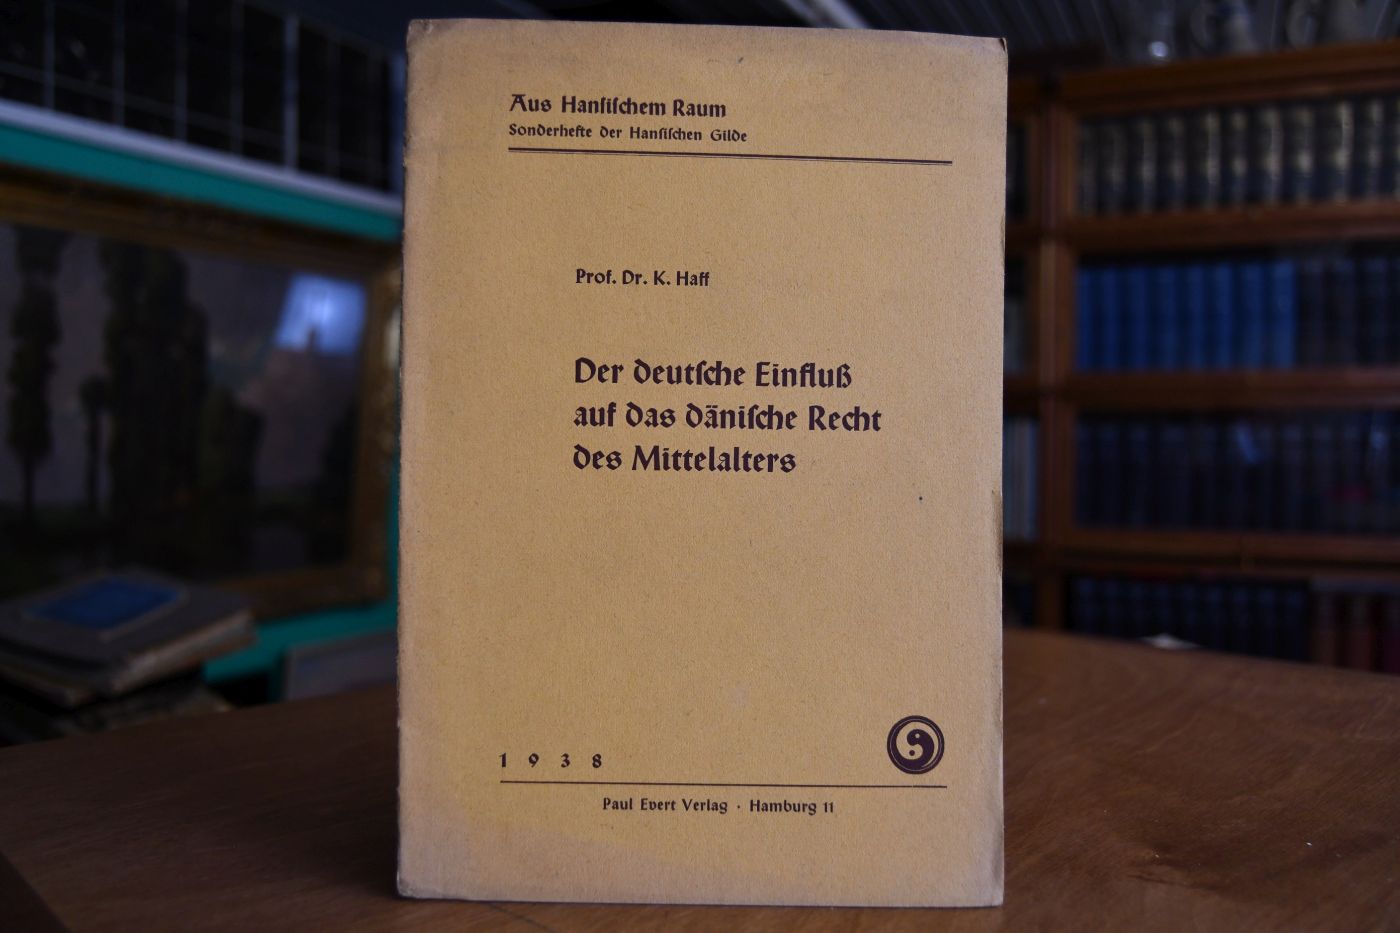 Aus Hanſiſchem Raum
Sonderhefte der Hanſiſchen Gilde
Prof. Dr. K. Haff
Der deutſche Einfluß
auf das däniſche Recht
des Mittelalters
1938
Paul Evert Verlag · Hamburg 11